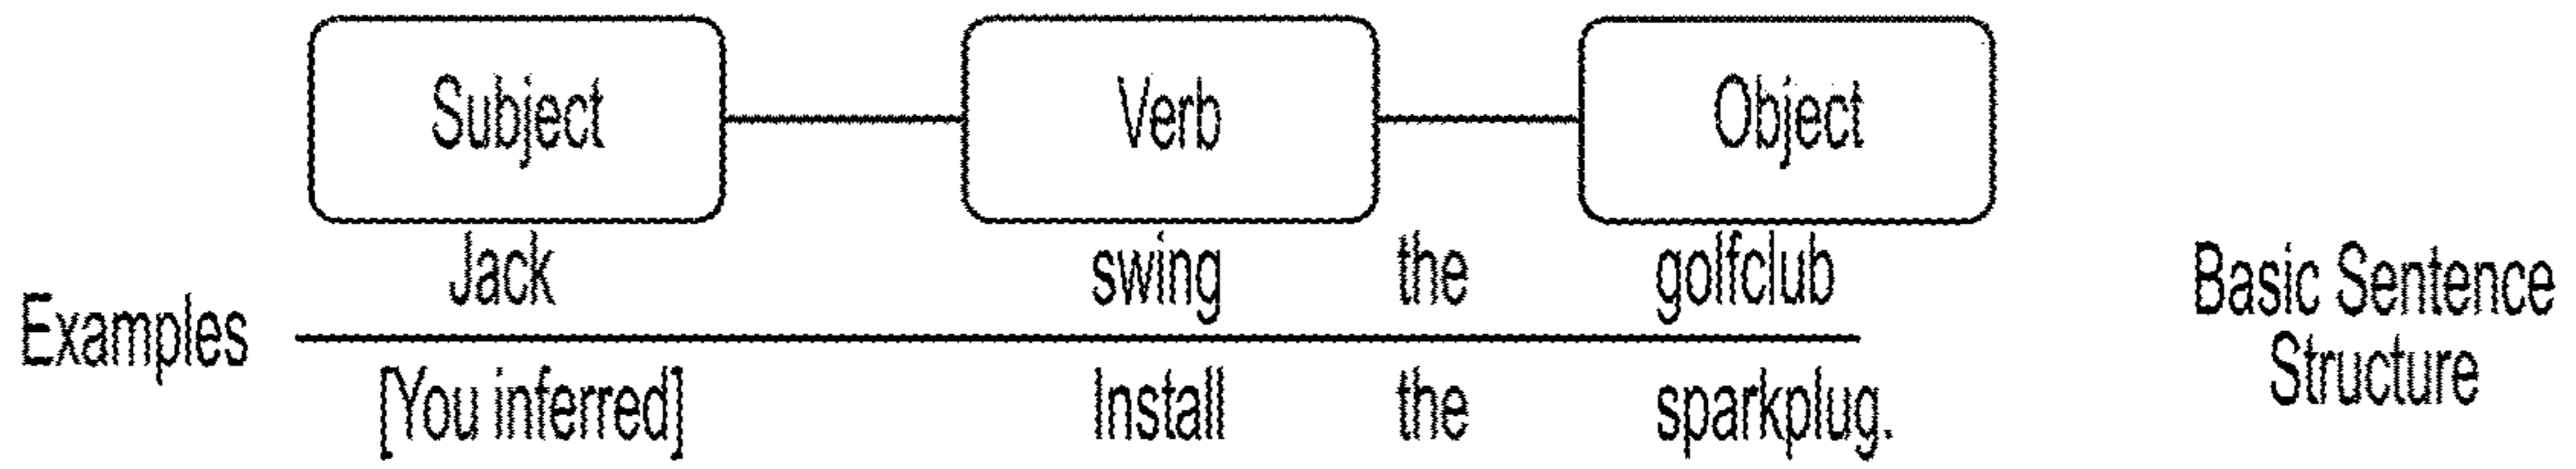 Subject Verb Object
Jack swing the golfclub
Examples
[You inferred] Install the sparkplug.
Basic Sentence
Structure